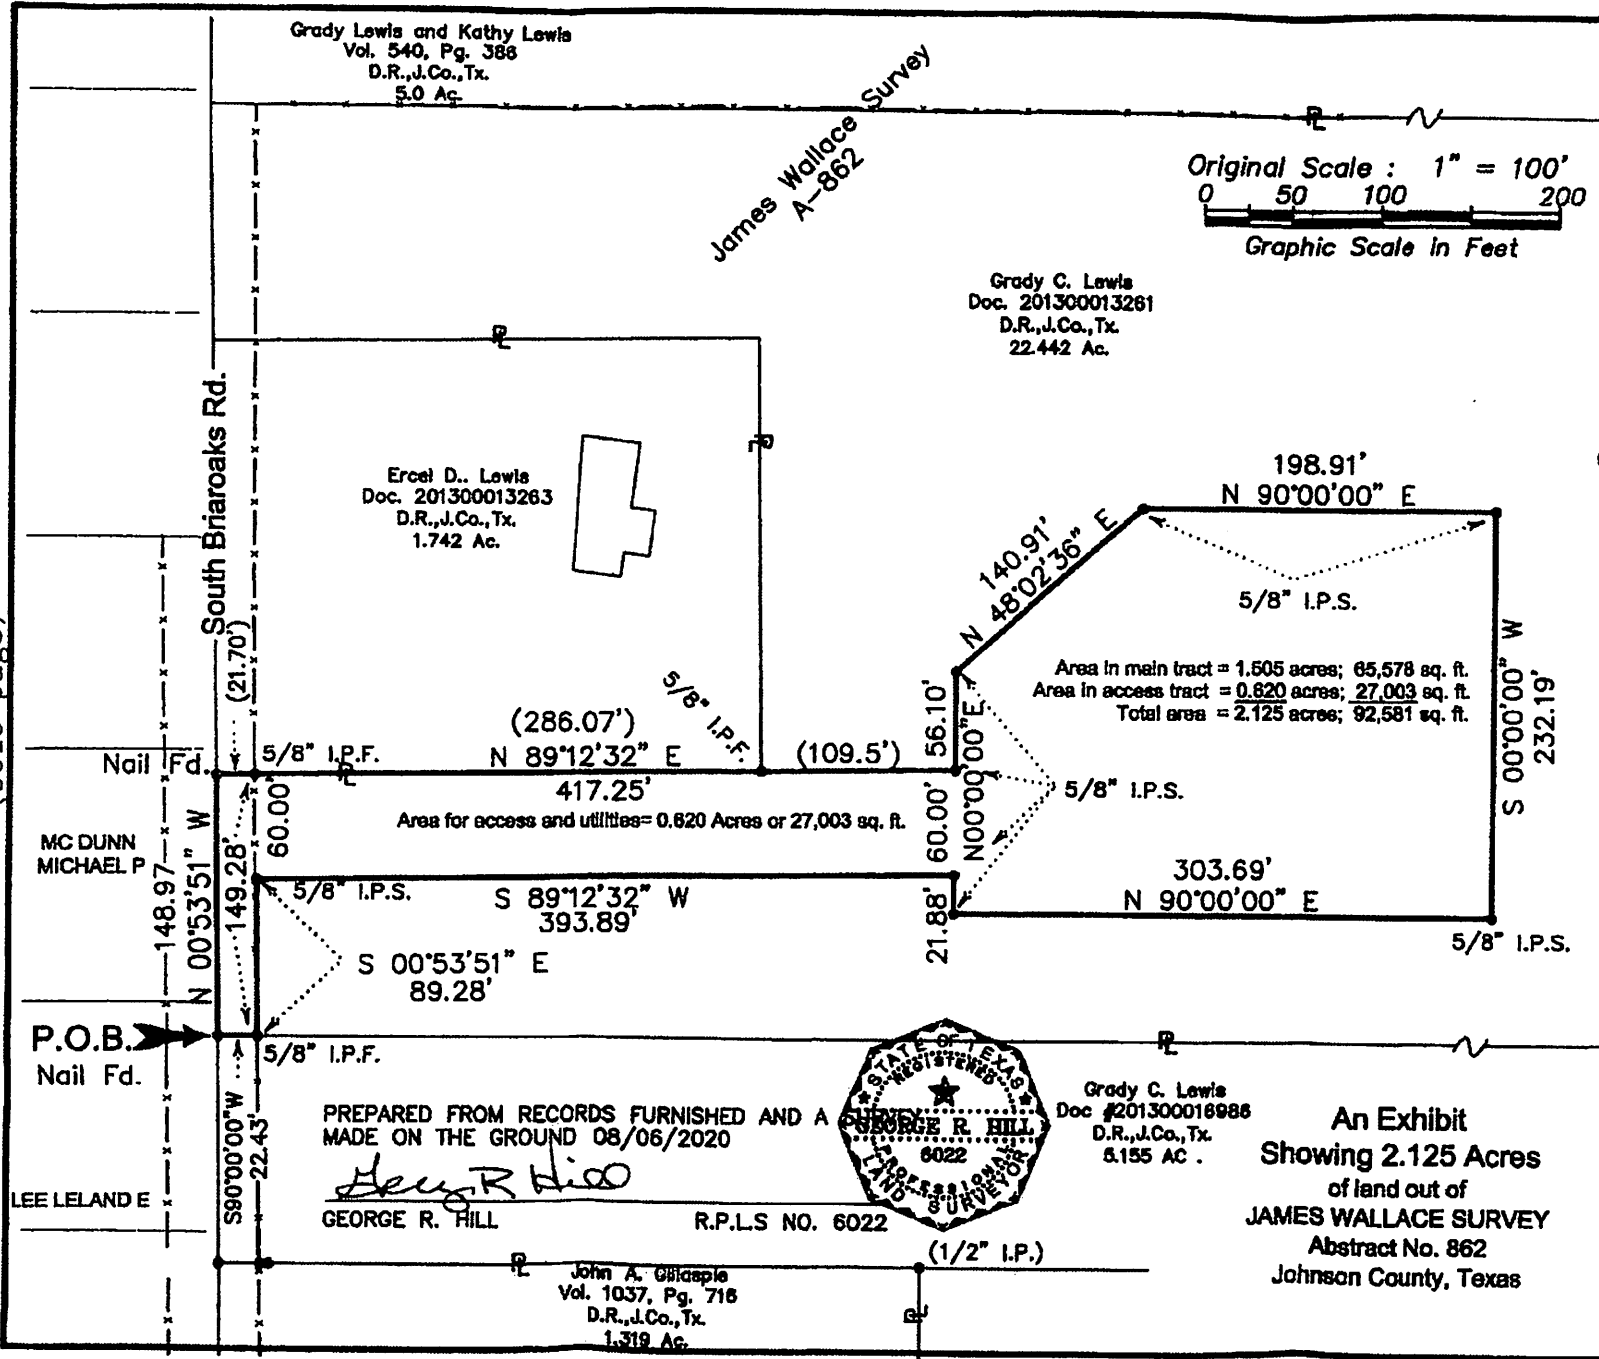 Grady Lewis and Kathy Lewis
Vol. 540, Pg. 386
D.R.,J.Co.,Tx.
5.0 Ac.
James Wallace Survey
A-862
Original Scale : 1" = 100'
0 50 100 200
Graphic Scale in Feet
Grady C. Lewis
Doc. 201300013261
D.R.,J.Co.,Tx.
22.442 Ac.
South Briaroaks Rd.
Ercel D.. Lewis
Doc. 201300013263
D.R.,J.Co.,Tx.
1.742 Ac.
198.91'
N 90°00'00" E
140.91'
N 48°02'36" E
5/8" I.P.S.
Area in main tract = 1.505 acres; 65,578 sq. ft.
Area in access tract = 0.620 acres; 27,003 sq. ft.
Total area = 2.125 acres; 92,581 sq. ft.
S 00°00'00" W
232.19'
(21.70')
5/8" I.P.F.
(286.07')
56.10'
N00°00'00"E
Nail Fd.
5/8" I.P.F.
N 89°12'32" E
(109.5')
417.25'
5/8" I.P.S.
60.00'
Area for access and utilities= 0.620 Acres or 27,003 sq. ft.
60.00'
MC DUNN
MICHAEL P
148.97
N 00°53'51" W
149.28'
5/8" I.P.S.
S 89°12'32" W
393.89'
21.88'
303.69'
N 90°00'00" E
5/8" I.P.S.
S 00°53'51" E
89.28'
P.O.B.
Nail Fd.
5/8" I.P.F.
S90°00'00"W
22.43'
PREPARED FROM RECORDS FURNISHED AND A SURVEY
MADE ON THE GROUND 08/06/2020
George R Hill
GEORGE R. HILL R.P.L.S NO. 6022
STATE OF TEXAS
REGISTERED
GEORGE R. HILL
6022
PROFESSIONAL
LAND SURVEYOR
Grady C. Lewis
Doc #201300016986
D.R.,J.Co.,Tx.
5.155 AC .
An Exhibit
Showing 2.125 Acres
of land out of
JAMES WALLACE SURVEY
Abstract No. 862
Johnson County, Texas
LEE LELAND E
(1/2" I.P.)
John A. Gillaspie
Vol. 1037, Pg. 716
D.R.,J.Co.,Tx.
1.319 Ac.